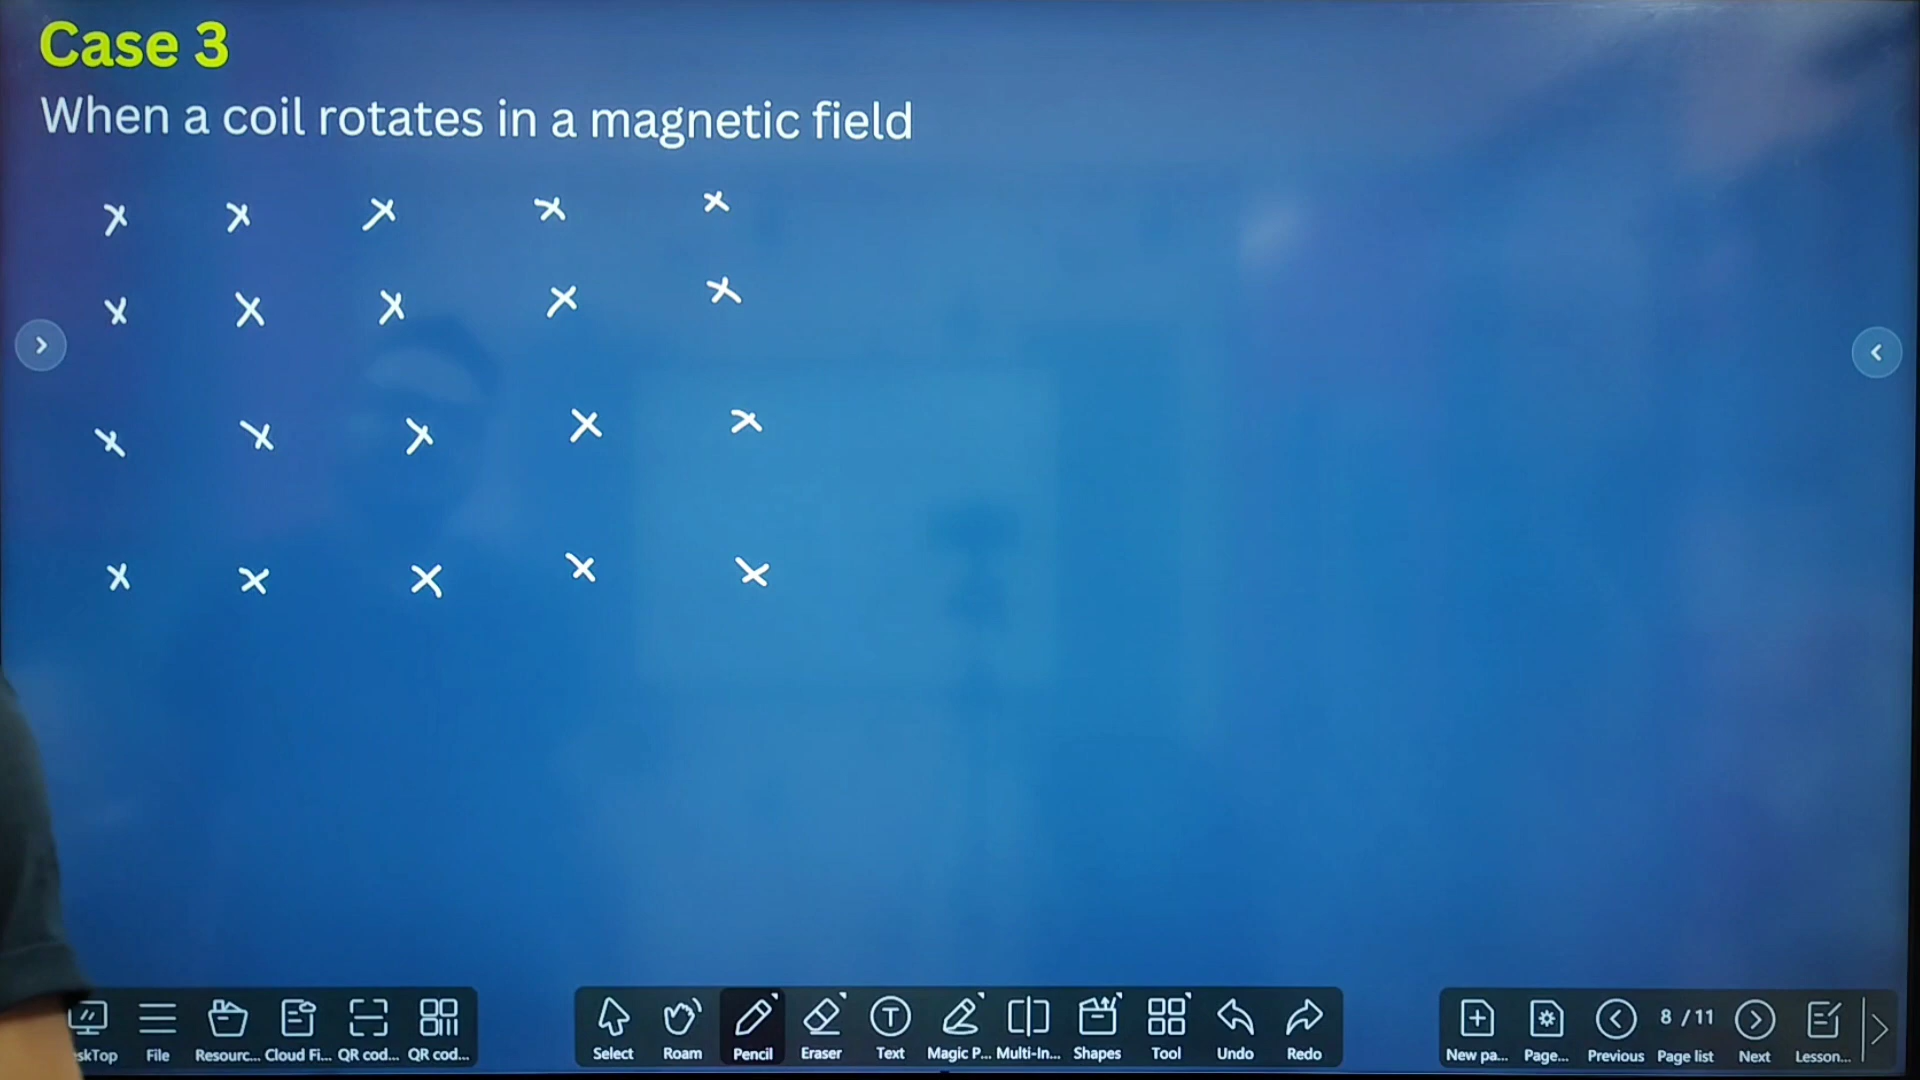 Case 3
When a coil rotates in a magnetic field
x x x x x
x x x x x
x x x x x
x x x x x
skTop File Resourc... Cloud Fi... QR cod... QR cod... Select Roam Pencil Eraser Text Magic P... Multi-In... Shapes Tool Undo Redo New pa... Page... Previous 8 / 11 Page list Next Lesson...